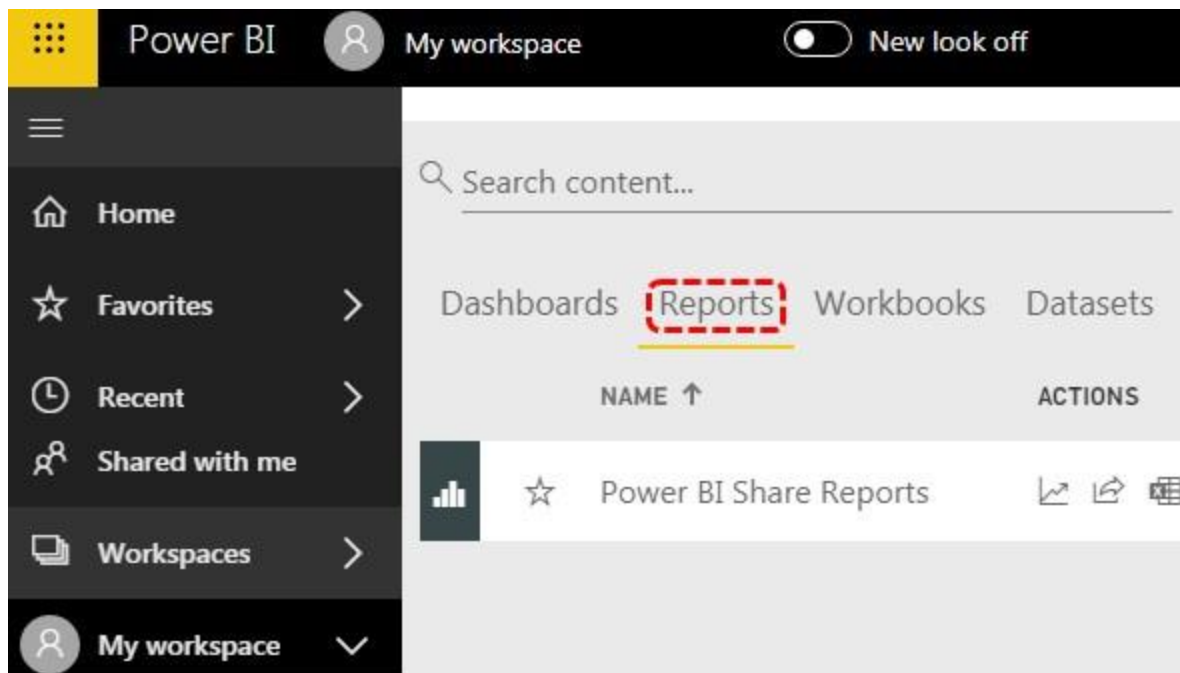 Power BI My workspace New look off
Search content...
Home
Favorites
Recent
Shared with me
Workspaces
My workspace
Dashboards Reports Workbooks Datasets
NAME ACTIONS
Power BI Share Reports